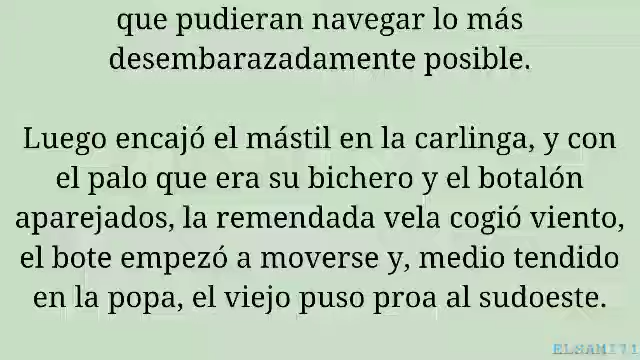 que pudieran navegar lo más
desembarazadamente posible.
Luego encajó el mástil en la carlinga, y con
el palo que era su bichero y el botalón
aparejados, la remendada vela cogió viento,
el bote empezó a moverse y, medio tendido
en la popa, el viejo puso proa al sudoeste.
ELSAMI71